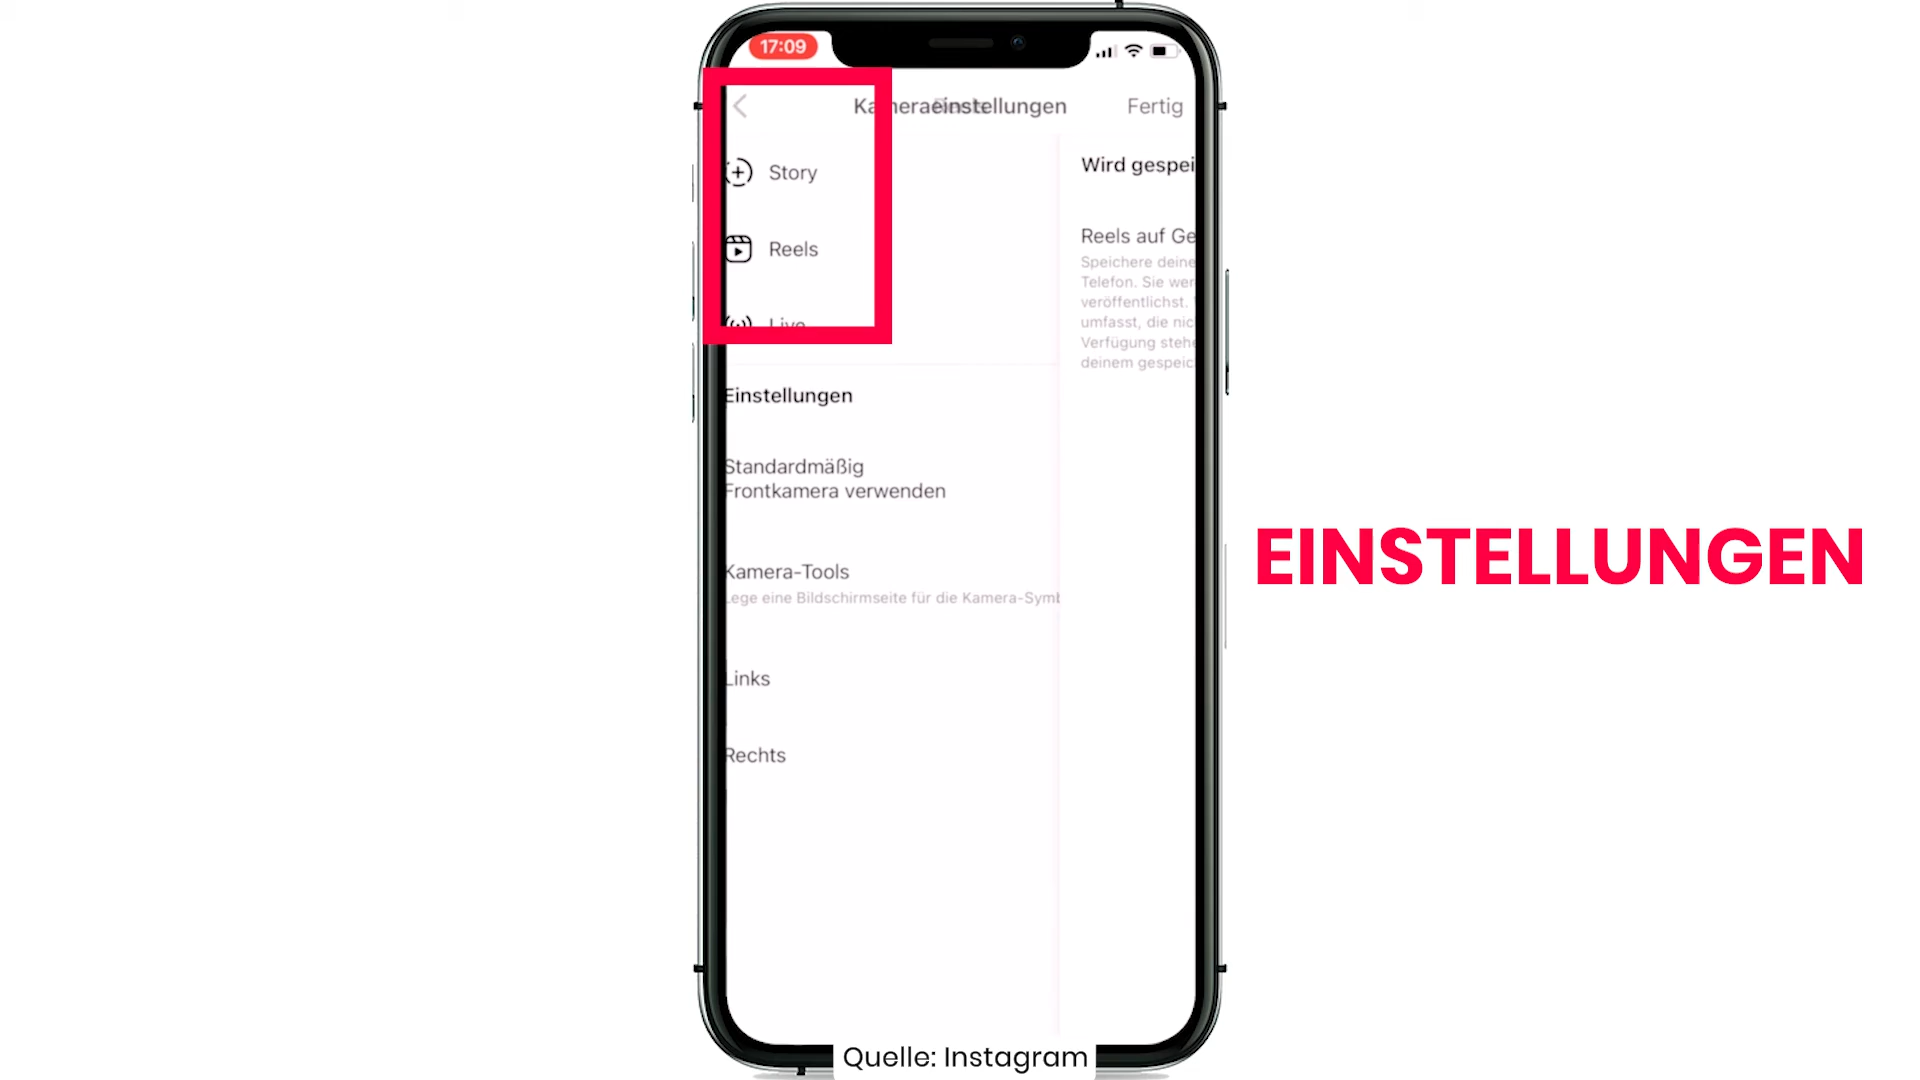 17:09
Kameraeinstellungen
Fertig
Story
Reels
Live
Einstellungen
Standardmäßig
Frontkamera verwenden
Kamera-Tools
Lege eine Bildschirmseite für die Kamera-Symb
Links
Rechts
Wird gespei
Reels auf Ge
Speichere deine
Telefon. Sie wer
veröffentlichst.
umfasst, die nic
Verfügung stehe
deinem gespeic
EINSTELLUNGEN
Quelle: Instagram